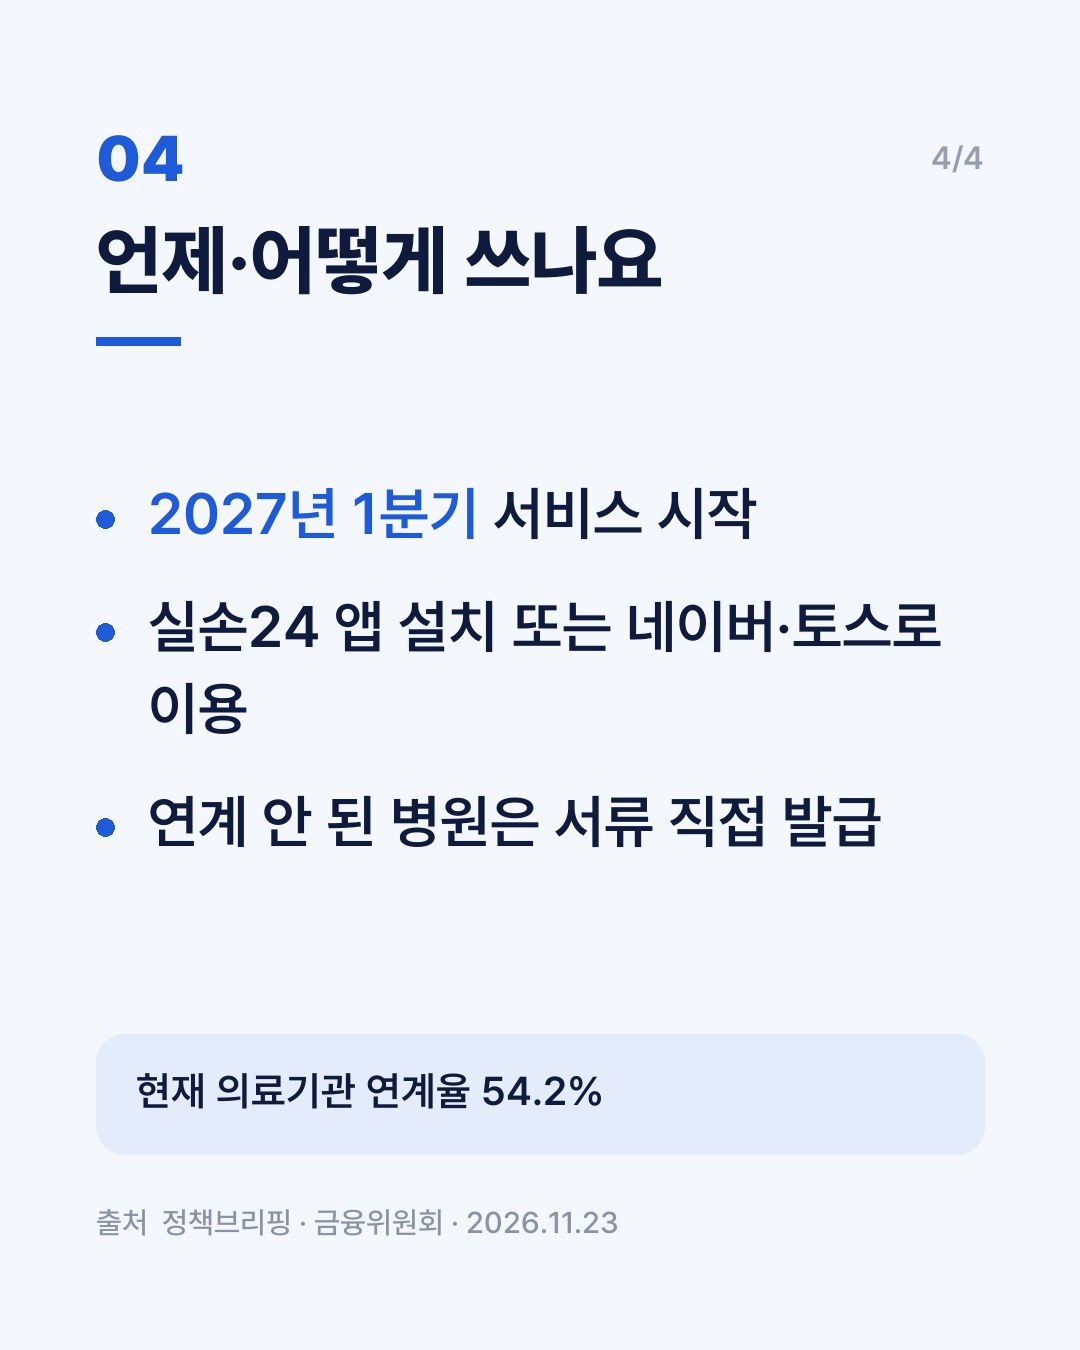 04
4/4
언제·어떻게 쓰나요
2027년 1분기 서비스 시작
실손24 앱 설치 또는 네이버·토스로
이용
연계 안 된 병원은 서류 직접 발급
현재 의료기관 연계율 54.2%
출처 정책브리핑 · 금융위원회 · 2026.11.23